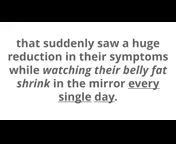 that suddenly saw a huge
reduction in their symptoms
while watching their belly fat
shrink in the mirror every
single day.